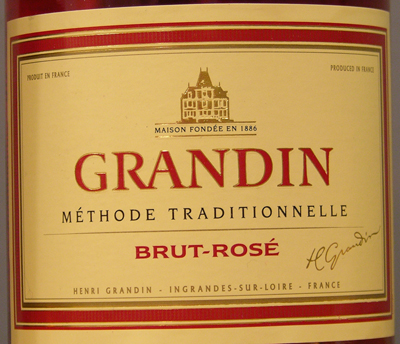 PRODUIT EN FRANCE
PRODUCED IN FRANCE
MAISON FONDÉE EN 1886
GRANDIN
MÉTHODE TRADITIONNELLE
BRUT-ROSÉ
H Grandin
HENRI GRANDIN - INGRANDES-SUR-LOIRE - FRANCE